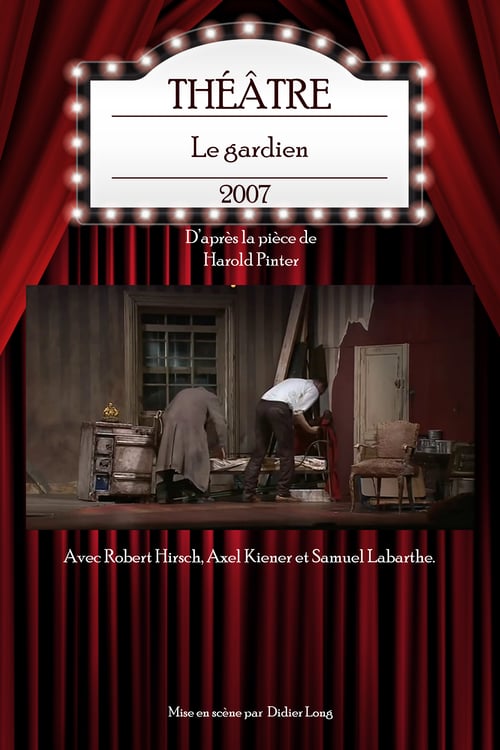 THÉÂTRE
Le gardien
2007
D'après la pièce de
Harold Pinter
Avec Robert Hirsch, Axel Kiener et Samuel Labarthe.
Mise en scène par Didier Long